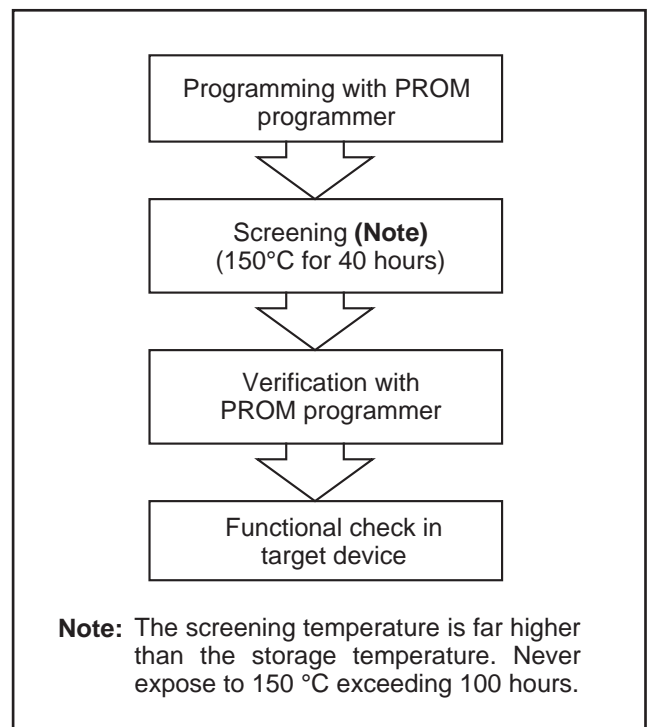 Programming with PROM
programmer
Screening (Note)
(150°C for 40 hours)
Verification with
PROM programmer
Functional check in
target device
Note: The screening temperature is far higher
than the storage temperature. Never
expose to 150 °C exceeding 100 hours.